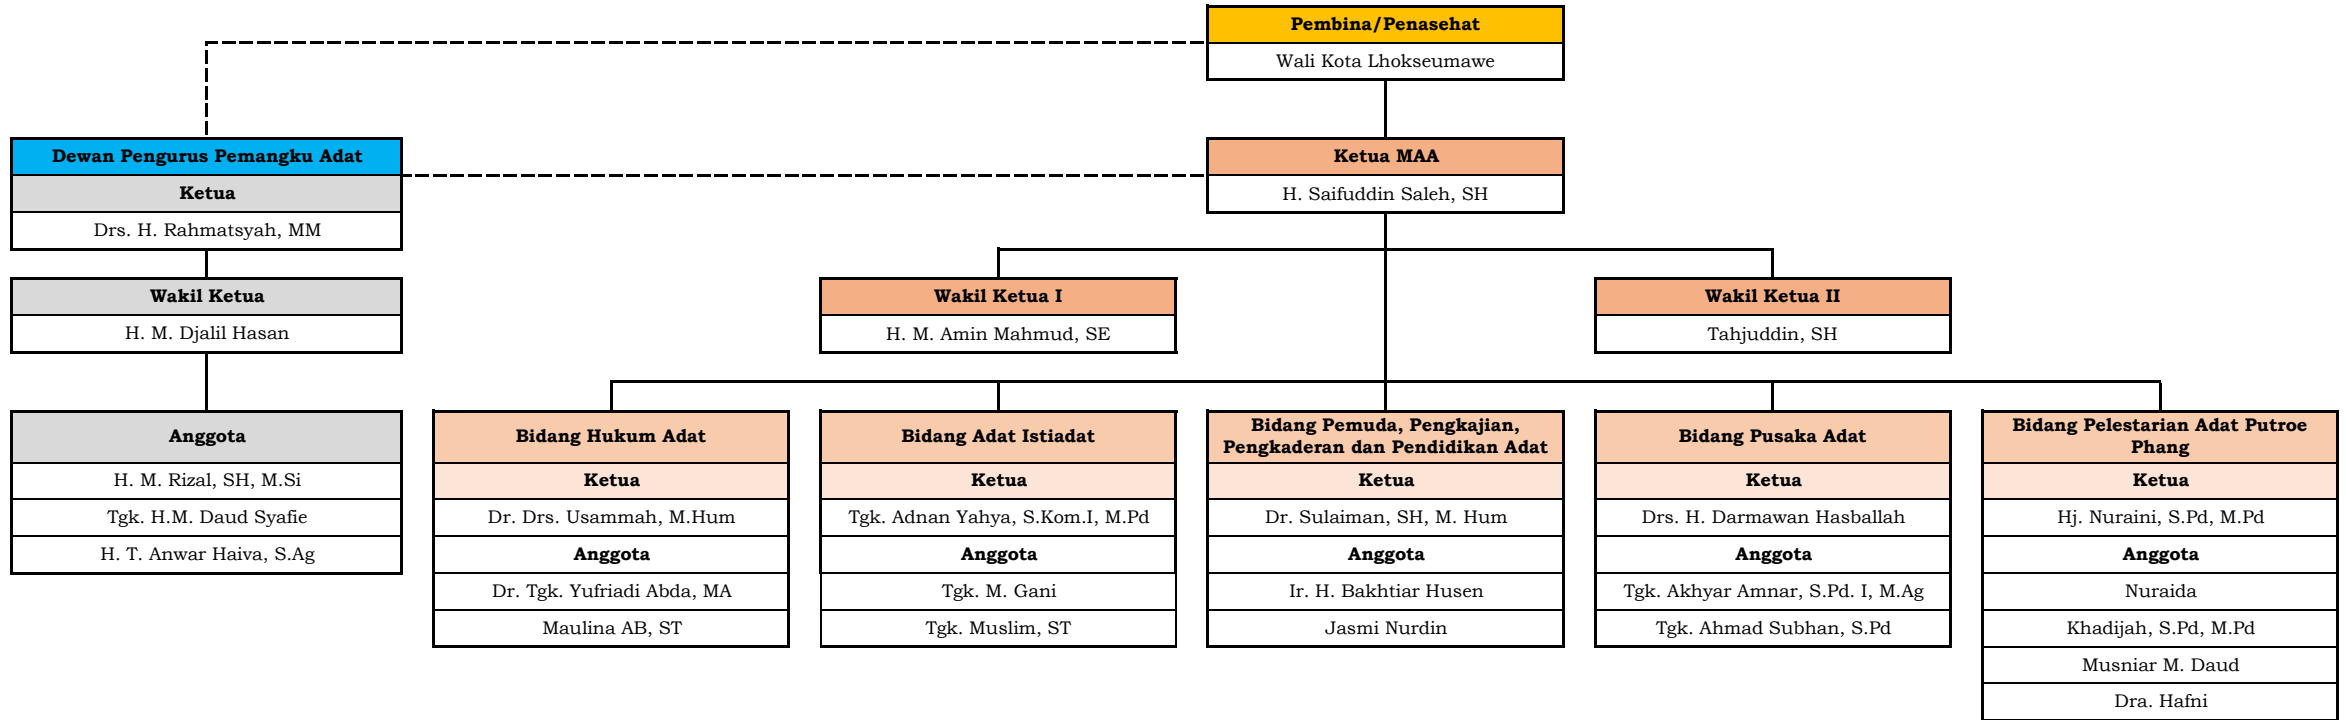 Pembina/Penasehat
Wali Kota Lhokseumawe
Dewan Pengurus Pemangku Adat
Ketua
Drs. H. Rahmatsyah, MM
Ketua MAA
H. Saifuddin Saleh, SH
Wakil Ketua
H. M. Djalil Hasan
Wakil Ketua I
H. M. Amin Mahmud, SE
Wakil Ketua II
Tahjuddin, SH
Anggota
H. M. Rizal, SH, M.Si
Tgk. H.M. Daud Syafie
H. T. Anwar Haiva, S.Ag
Bidang Hukum Adat
Ketua
Dr. Drs. Usammah, M.Hum
Anggota
Dr. Tgk. Yufriadi Abda, MA
Maulina AB, ST
Bidang Adat Istiadat
Ketua
Tgk. Adnan Yahya, S.Kom.I, M.Pd
Anggota
Tgk. M. Gani
Tgk. Muslim, ST
Bidang Pemuda, Pengkajian,
Pengkaderan dan Pendidikan Adat
Ketua
Dr. Sulaiman, SH, M. Hum
Anggota
Ir. H. Bakhtiar Husen
Jasmi Nurdin
Bidang Pusaka Adat
Ketua
Drs. H. Darmawan Hasballah
Anggota
Tgk. Akhyar Amnar, S.Pd. I, M.Ag
Tgk. Ahmad Subhan, S.Pd
Bidang Pelestarian Adat Putroe
Phang
Ketua
Hj. Nuraini, S.Pd, M.Pd
Anggota
Nuraida
Khadijah, S.Pd, M.Pd
Musniar M. Daud
Dra. Hafni